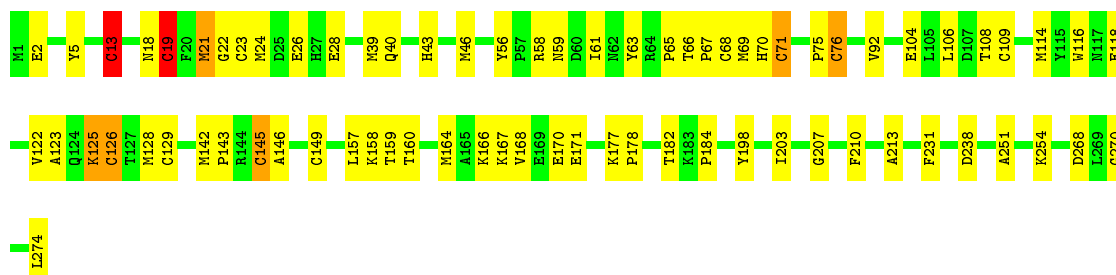 M1 E2 Y5 C13 N18 C19 F20 M21 G22 C23 M24 D25 E26 H27 E28 M39 Q40 H43 M46 Y56 P57 R58 N59 D60 I61 N62 Y63 R64 P65 T66 P67 C68 M69 H70 C71 P75 C76 V92 E104 L105 L106 D107 T108 C109 M114 Y115 W116 N117
V122 A123 Q124 K125 C126 T127 M128 C129 M142 P143 R144 C145 A146 C149 L157 K158 T159 T160 M164 A165 K166 K167 V168 E169 E170 E171 K177 P178 T182 K183 P184 Y198 I203 G207 F210 A213 F231 D238 A251 K254 D268 L269
L274